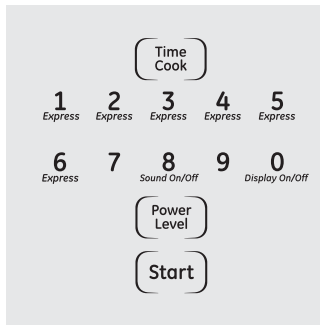 Time
Cook
1 2 3 4 5
Express Express Express Express Express
6 7 8 9 0
Express Sound On/Off Display On/Off
Power
Level
Start